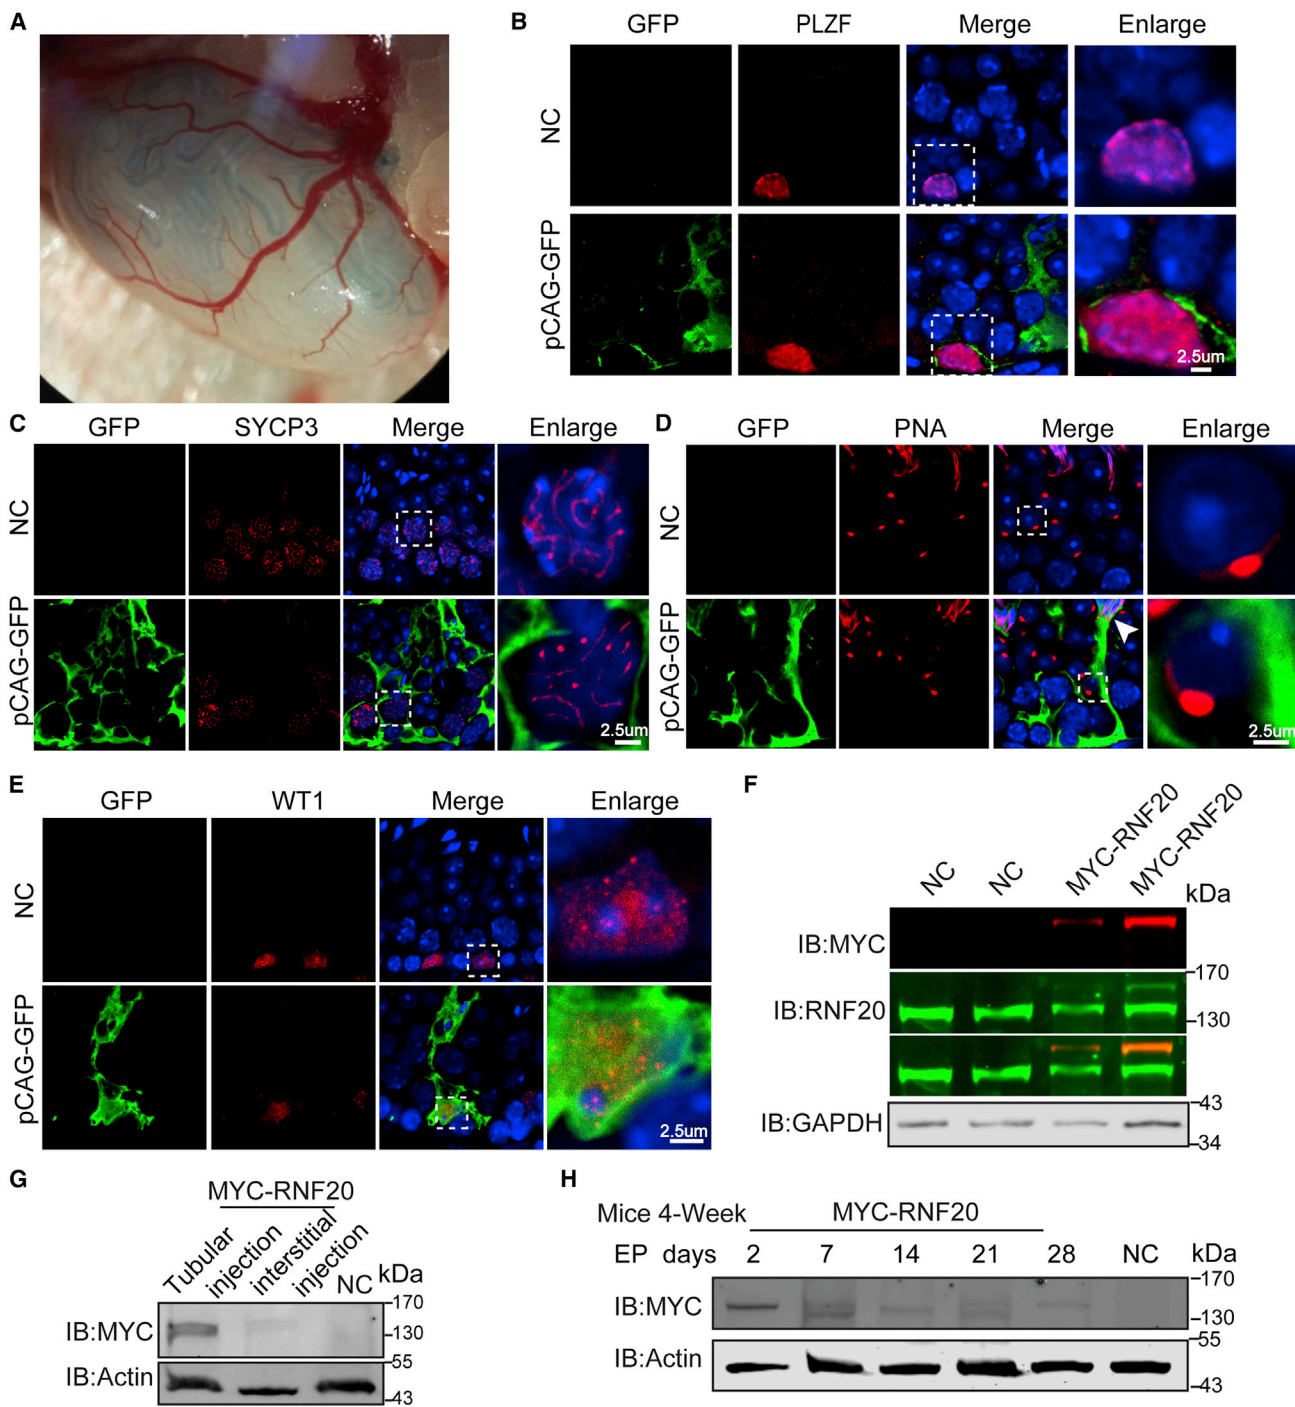 A
B
GFP PLZF Merge Enlarge
NC
pCAG-GFP
2.5um
C
GFP SYCP3 Merge Enlarge
NC
pCAG-GFP
2.5um
D
GFP PNA Merge Enlarge
NC
pCAG-GFP
2.5um
E
GFP WT1 Merge Enlarge
NC
pCAG-GFP
2.5um
F
NC NC MYC-RNF20 MYC-RNF20
kDa
IB:MYC
170
IB:RNF20
130
43
IB:GAPDH
34
G
MYC-RNF20
Tubular injection interstitial injection NC kDa
170
IB:MYC
130
55
IB:Actin
43
H
Mice 4-Week MYC-RNF20
EP days 2 7 14 21 28 NC kDa
170
IB:MYC
130
55
IB:Actin
43